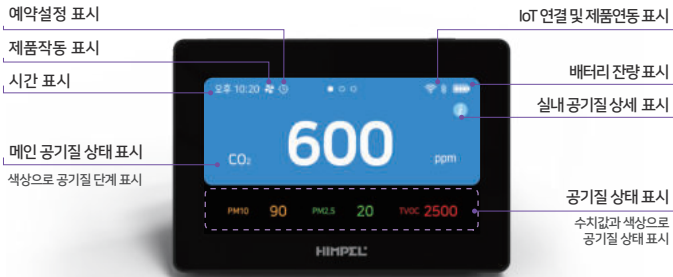 예약설정 표시
제품작동 표시
시간 표시
메인 공기질 상태 표시
색상으로 공기질 단계 표시
IoT 연결 및 제품연동 표시
배터리 잔량 표시
실내 공기질 상세 표시
공기질 상태 표시
수치값과 색상으로
공기질 상태 표시
오후 10:20
i
CO₂ 600 ppm
PM10 90 PM2.5 20 TVOC 2500
HIMPEL